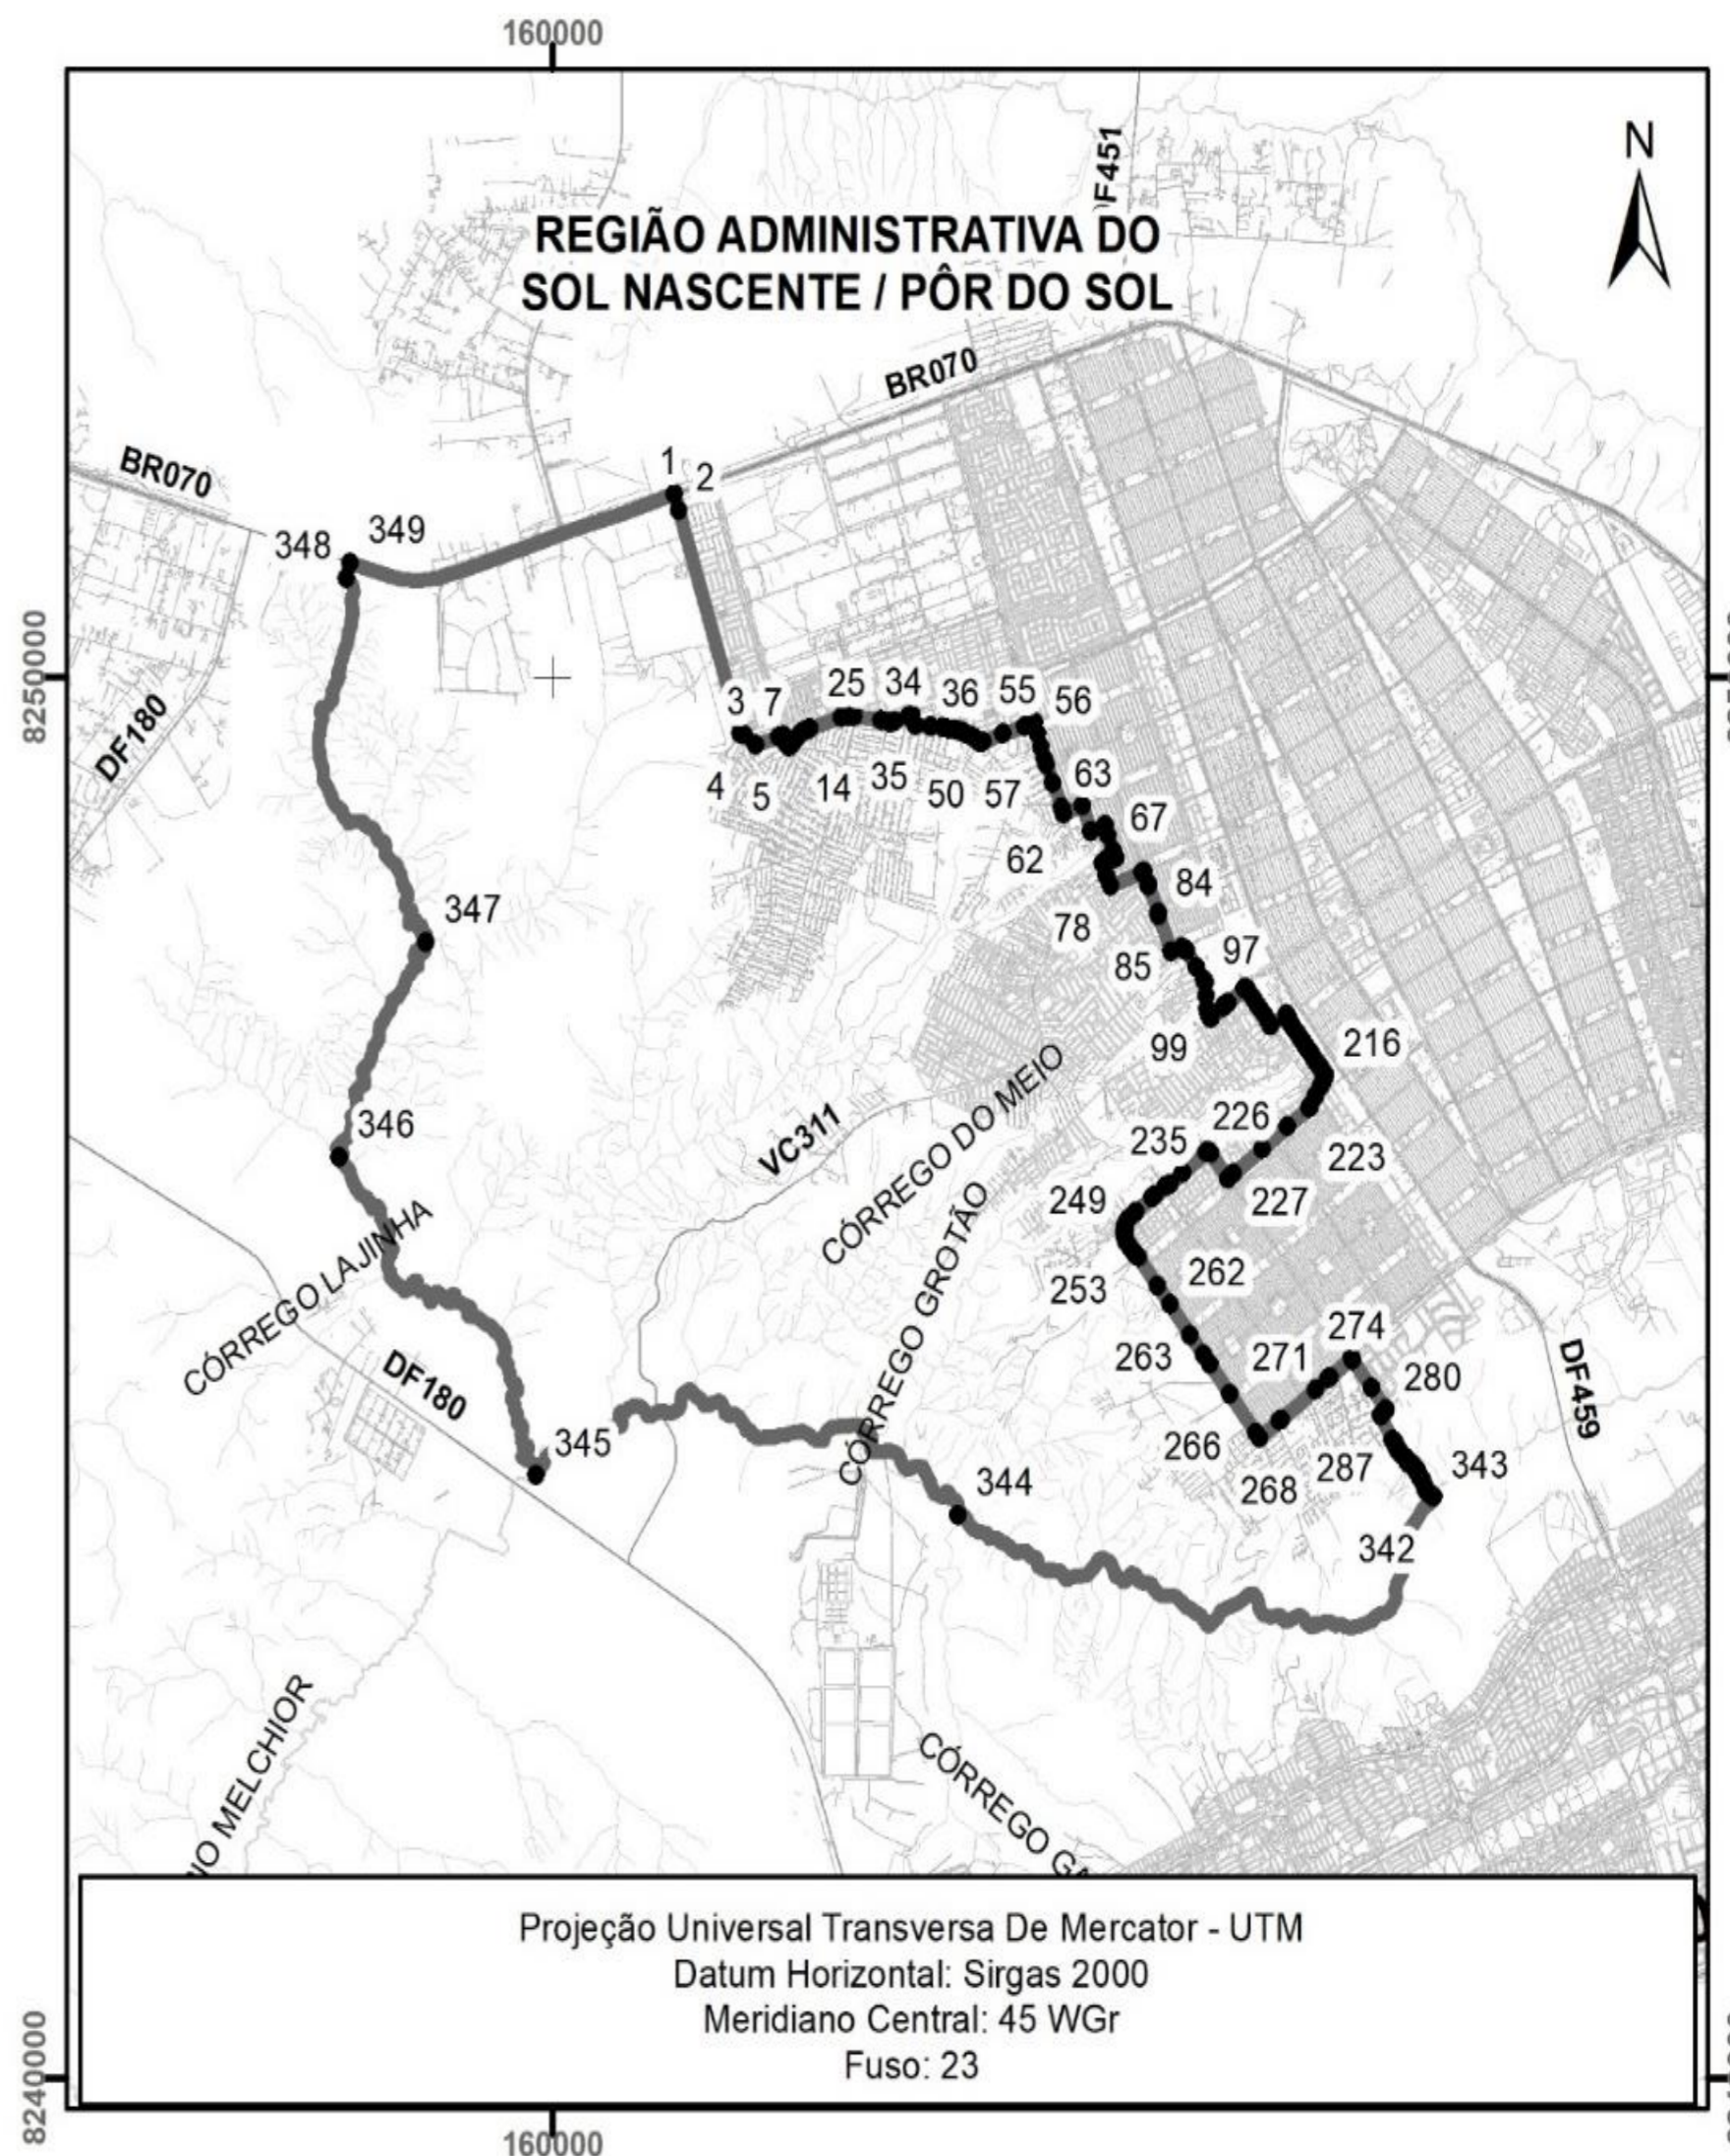 160000
N
DF451
REGIÃO ADMINISTRATIVA DO
SOL NASCENTE / PÔR DO SOL
BR070
BR070
1
2
348
349
8250000
DF180
3
7
25
34
36
55
56
4
5
14
35
50
57
63
62
67
84
78
85
97
347
99
216
CÓRREGO DO MEIO
VC311
346
226
235
223
227
249
CÓRREGO LAJINHA
CÓRREGO GROTÃO
262
253
274
263
271
280
DF459
DF180
345
266
287
343
268
344
342
NO MELCHIOR
CÓRREGO GA
Projeção Universal Transversa De Mercator - UTM
Datum Horizontal: Sirgas 2000
Meridiano Central: 45 WGr
Fuso: 23
8240000
160000